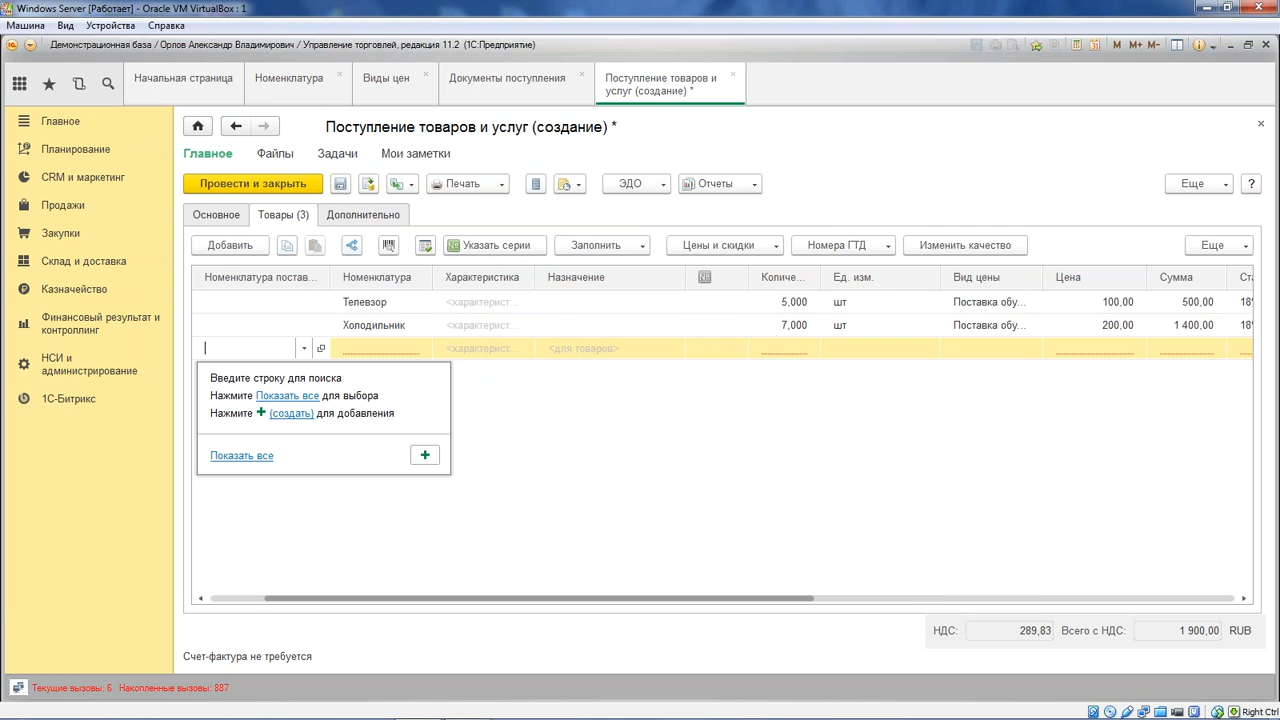 Windows Server [Работает] - Oracle VM VirtualBox : 1
Машина Вид Устройства Справка
Демонстрационная база / Орлов Александр Владимирович / Управление торговлей, редакция 11.2 (1С:Предприятие)
M M+ M-
Начальная страница
Номенклатура
Виды цен
Документы поступления
Поступление товаров и
услуг (создание) *
Главное
Планирование
CRM и маркетинг
Продажи
Закупки
Склад и доставка
Казначейство
Финансовый результат и
контроллинг
НСИ и
администрирование
1С-Битрикс
Поступление товаров и услуг (создание) *
Главное Файлы Задачи Мои заметки
Провести и закрыть Печать ЭДО Отчеты Еще ?
Основное Товары (3) Дополнительно
Добавить Указать серии Заполнить Цены и скидки Номера ГТД Изменить качество Еще
Номенклатура постав... Номенклатура Характеристика Назначение Количе... Ед. изм. Вид цены Цена Сумма Ста
Телевзор <характерист... 5,000 шт Поставка обу... 100,00 500,00 18%
Холодильник <характерист... 7,000 шт Поставка обу... 200,00 1 400,00 18%
<характерист... <для товаров>
Введите строку для поиска
Нажмите Показать все для выбора
Нажмите + (создать) для добавления
Показать все
НДС: 289,83 Всего с НДС: 1 900,00 RUB
Счет-фактура не требуется
Текущие вызовы: 6 Накопленные вызовы: 887
Right Ctrl